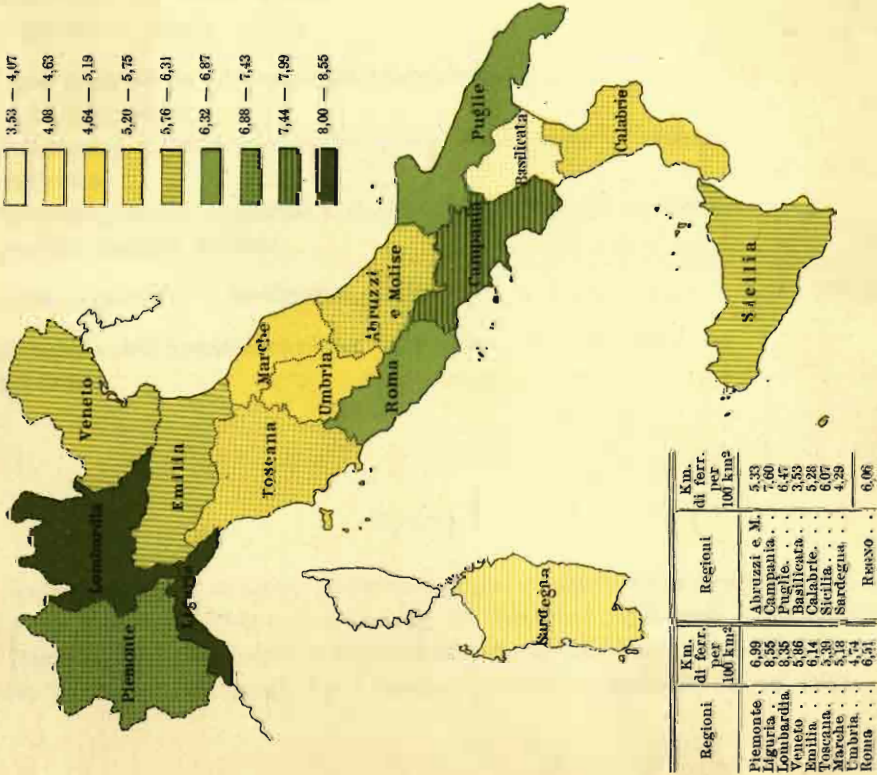 3,53 — 4,07
4,08 — 4,63
4,64 — 5,19
5,20 — 5,75
5,76 — 6,31
6,32 — 6,87
6,88 — 7,43
7,44 — 7,99
8,00 — 8,55
Piemonte
Lombardia
Liguria
Veneto
Emilia
Toscana
Marche
Umbria
Roma
Abruzzi
e Molise
Campania
Puglie
Basilicata
Calabrie
Sicilia
Sardegna
Regioni Km. di ferr. per 100 km²
Piemonte . 6,99
Liguria . . 8,55
Lombardia 8,35
Veneto . . 5,86
Emilia . . 6,14
Toscana . . 5,39
Marche . . 5,18
Umbria . . 4,74
Roma . . . 6,51
Regioni Km. di ferr. per 100 km²
Abruzzi e M. 5,33
Campania . . 7,60
Puglie . . . 6,47
Basilicata . . 3,53
Calabrie . . 5,28
Sicilia . . . 6,07
Sardegna . . 4,29
REGNO . . 6,06